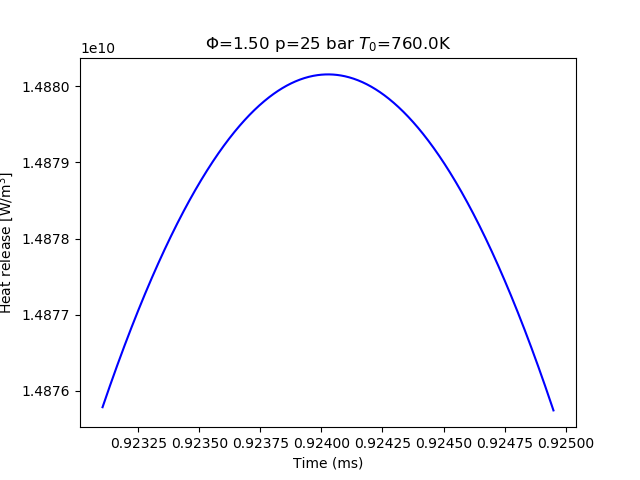 Φ=1.50 p=25 bar T₀=760.0K
1e10
1.4880
1.4879
1.4878
1.4877
1.4876
Heat release [W/m³]
0.92325 0.92350 0.92375 0.92400 0.92425 0.92450 0.92475 0.92500
Time (ms)